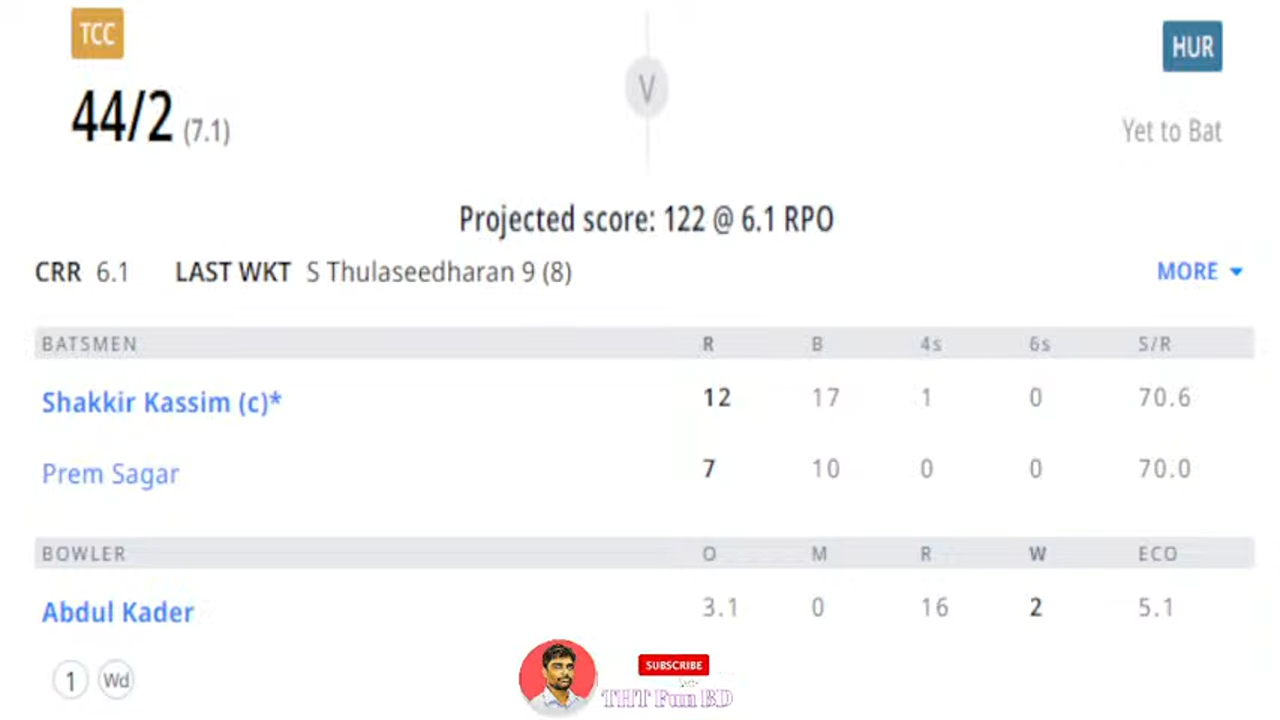 TCC
V
HUR
44/2 (7.1)
Yet to Bat
Projected score: 122 @ 6.1 RPO
CRR 6.1 LAST WKT S Thulaseedharan 9 (8) MORE
BATSMEN R B 4s 6s S/R
Shakkir Kassim (c)* 12 17 1 0 70.6
Prem Sagar 7 10 0 0 70.0
BOWLER O M R W ECO
Abdul Kader 3.1 0 16 2 5.1
1 Wd
SUBSCRIBE
THT Fun BD